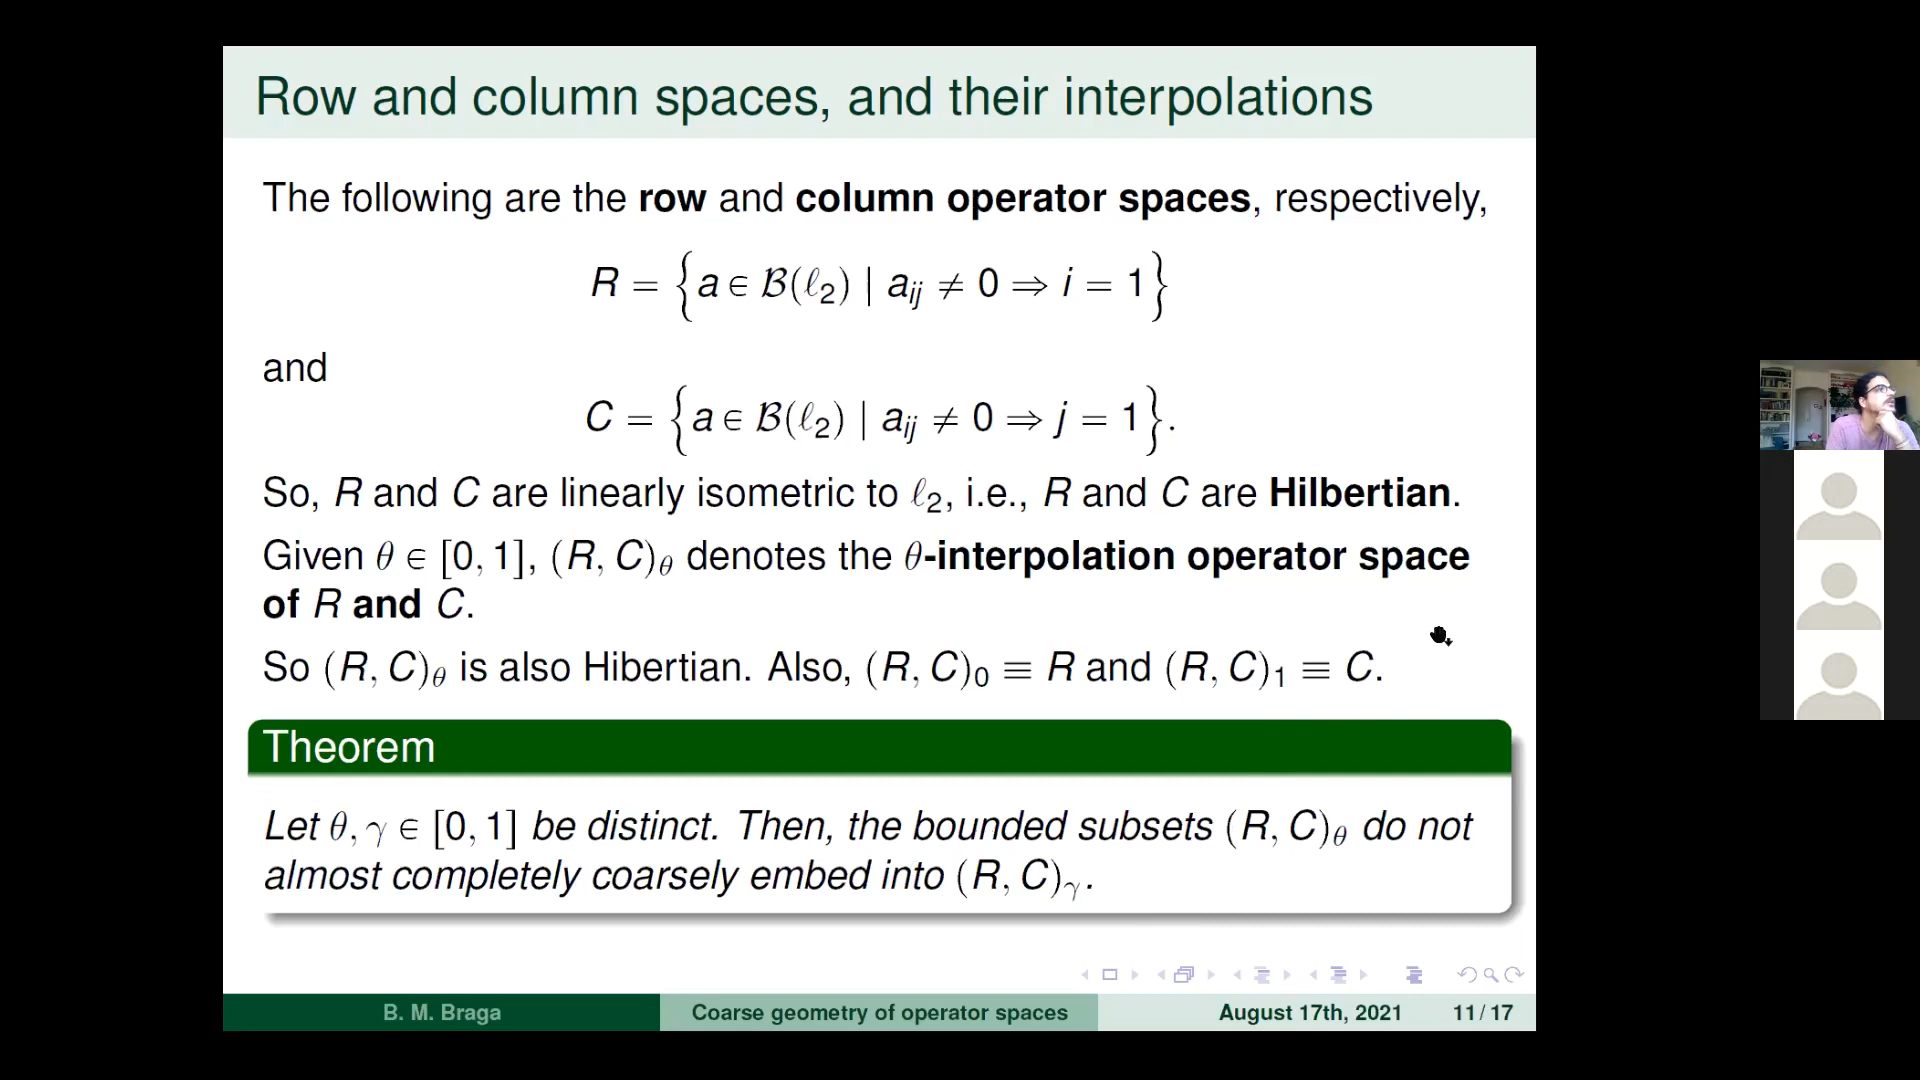 Row and column spaces, and their interpolations
The following are the row and column operator spaces, respectively,
R = {a ∈ B(ℓ₂) | aᵢⱼ ≠ 0 ⇒ i = 1}
and
C = {a ∈ B(ℓ₂) | aᵢⱼ ≠ 0 ⇒ j = 1}.
So, R and C are linearly isometric to ℓ₂, i.e., R and C are Hilbertian.
Given θ ∈ [0, 1], (R, C)_θ denotes the θ-interpolation operator space
of R and C.
So (R, C)_θ is also Hibertian. Also, (R, C)₀ ≡ R and (R, C)₁ ≡ C.
Theorem
Let θ, γ ∈ [0, 1] be distinct. Then, the bounded subsets (R, C)_θ do not
almost completely coarsely embed into (R, C)_γ.
B. M. Braga Coarse geometry of operator spaces August 17th, 2021 11 / 17